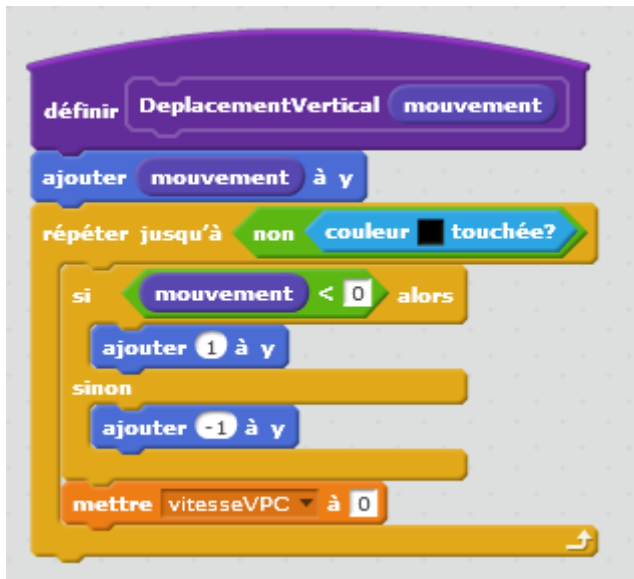 définir DeplacementVertical mouvement
ajouter mouvement à y
répéter jusqu'à non couleur touchée?
si mouvement < 0 alors
ajouter 1 à y
sinon
ajouter -1 à y
mettre vitesseVPC à 0